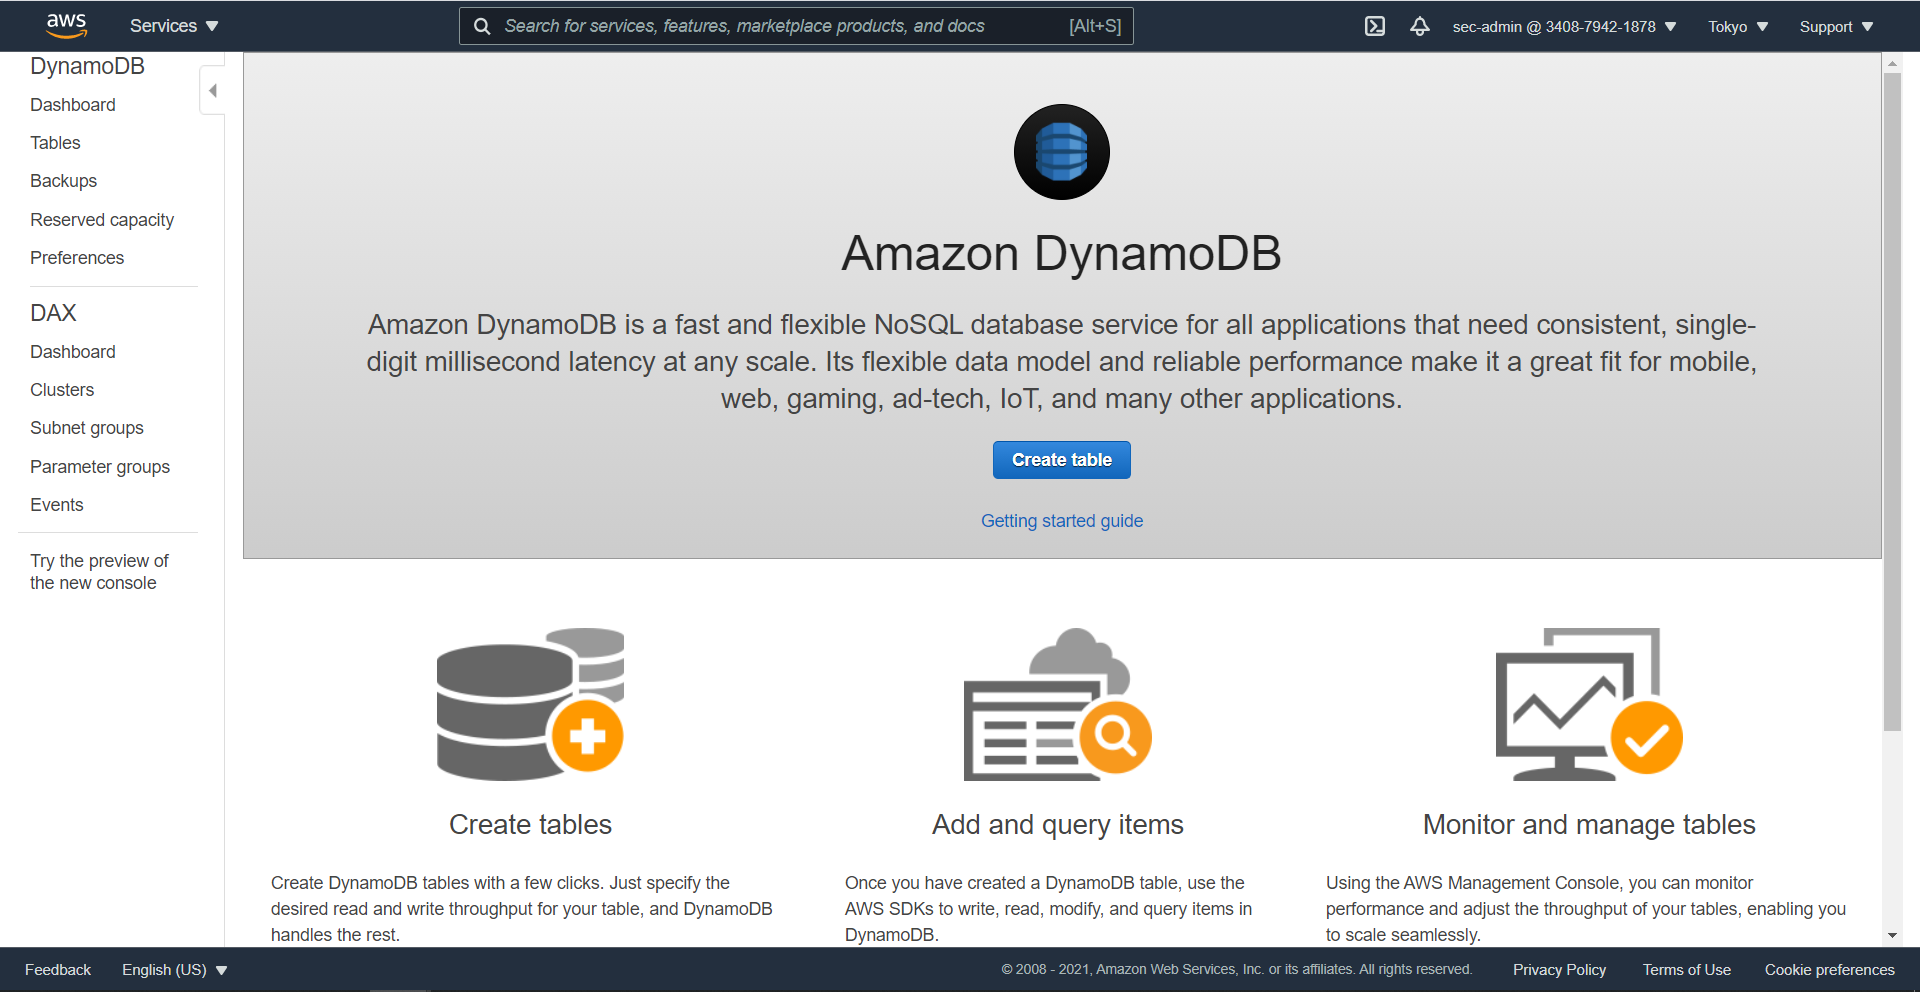 aws
Services
Search for services, features, marketplace products, and docs
[Alt+S]
sec-admin @ 3408-7942-1878
Tokyo
Support
DynamoDB
Dashboard
Tables
Backups
Reserved capacity
Preferences
DAX
Dashboard
Clusters
Subnet groups
Parameter groups
Events
Try the preview of
the new console
Amazon DynamoDB
Amazon DynamoDB is a fast and flexible NoSQL database service for all applications that need consistent, single-
digit millisecond latency at any scale. Its flexible data model and reliable performance make it a great fit for mobile,
web, gaming, ad-tech, IoT, and many other applications.
Create table
Getting started guide
Create tables
Create DynamoDB tables with a few clicks. Just specify the
desired read and write throughput for your table, and DynamoDB
handles the rest.
Add and query items
Once you have created a DynamoDB table, use the
AWS SDKs to write, read, modify, and query items in
DynamoDB.
Monitor and manage tables
Using the AWS Management Console, you can monitor
performance and adjust the throughput of your tables, enabling you
to scale seamlessly.
Feedback
English (US)
© 2008 - 2021, Amazon Web Services, Inc. or its affiliates. All rights reserved.
Privacy Policy
Terms of Use
Cookie preferences